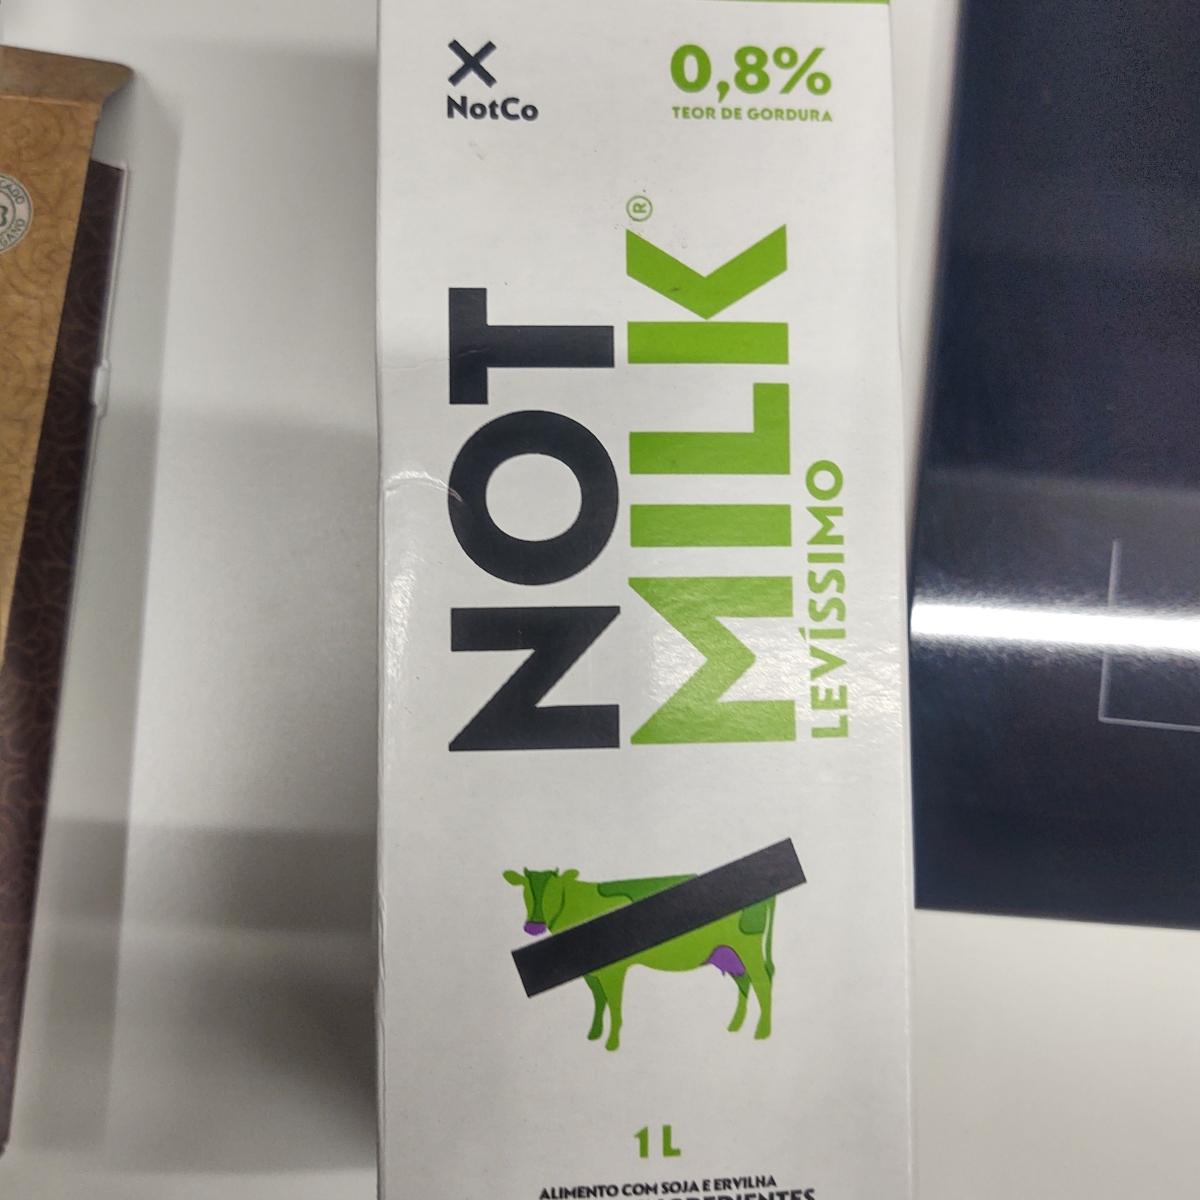 NotCo
0,8%
TEOR DE GORDURA
NOT
MILK®
LEVÍSSIMO
1 L
ALIMENTO COM SOJA E ERVILHA